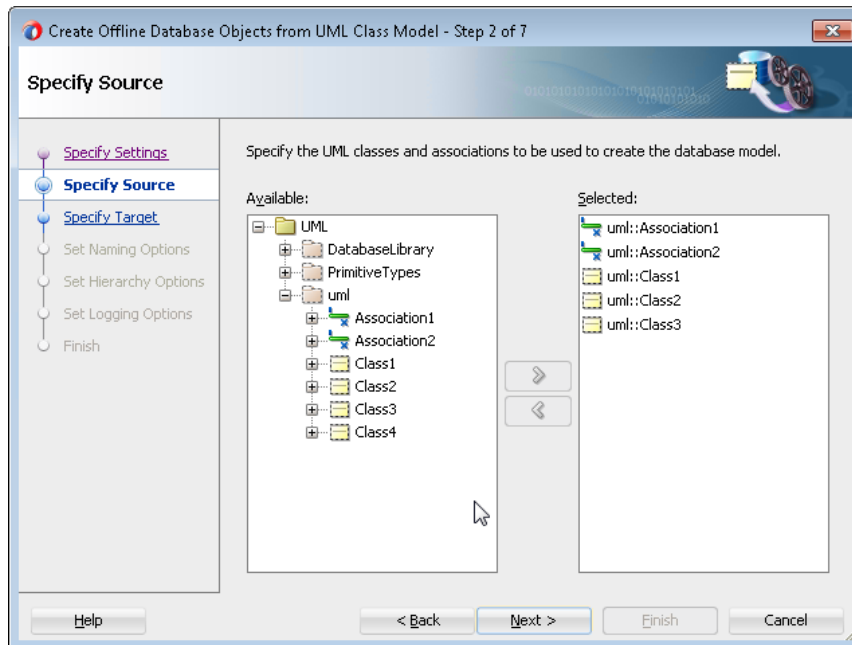 Create Offline Database Objects from UML Class Model - Step 2 of 7
Specify Source
Specify Settings
Specify Source
Specify Target
Set Naming Options
Set Hierarchy Options
Set Logging Options
Finish
Specify the UML classes and associations to be used to create the database model.
Available:
UML
DatabaseLibrary
PrimitiveTypes
uml
Association1
Association2
Class1
Class2
Class3
Class4
Selected:
uml::Association1
uml::Association2
uml::Class1
uml::Class2
uml::Class3
Help
< Back
Next >
Finish
Cancel